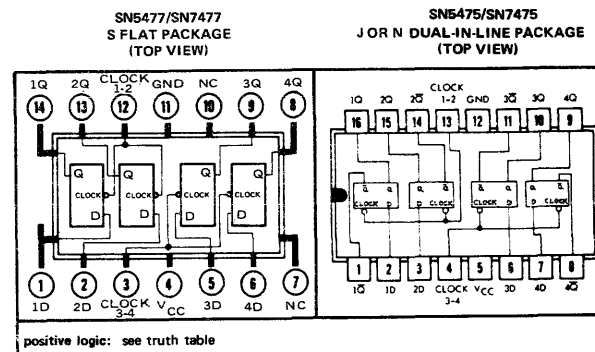 SN5477/SN7477
S FLAT PACKAGE
(TOP VIEW)
1Q 2Q CLOCK 1-2 GND NC 3Q 4Q
14 13 12 11 10 9 8
Q Q Q Q
CLOCK CLOCK CLOCK CLOCK
D D D D
1 2 3 4 5 6 7
1D 2D CLOCK 3-4 VCC 3D 4D NC
SN5475/SN7475
J OR N DUAL-IN-LINE PACKAGE
(TOP VIEW)
1Q 2Q 2Q̅ CLOCK 1-2 GND 3Q̅ 3Q 4Q
16 15 14 13 12 11 10 9
Q̅ Q Q Q̅ Q̅ Q Q Q̅
CLOCK D D CLOCK CLOCK D D CLOCK
1 2 3 4 5 6 7 8
1Q̅ 1D 2D CLOCK 3-4 VCC 3D 4D 4Q̅
positive logic: see truth table